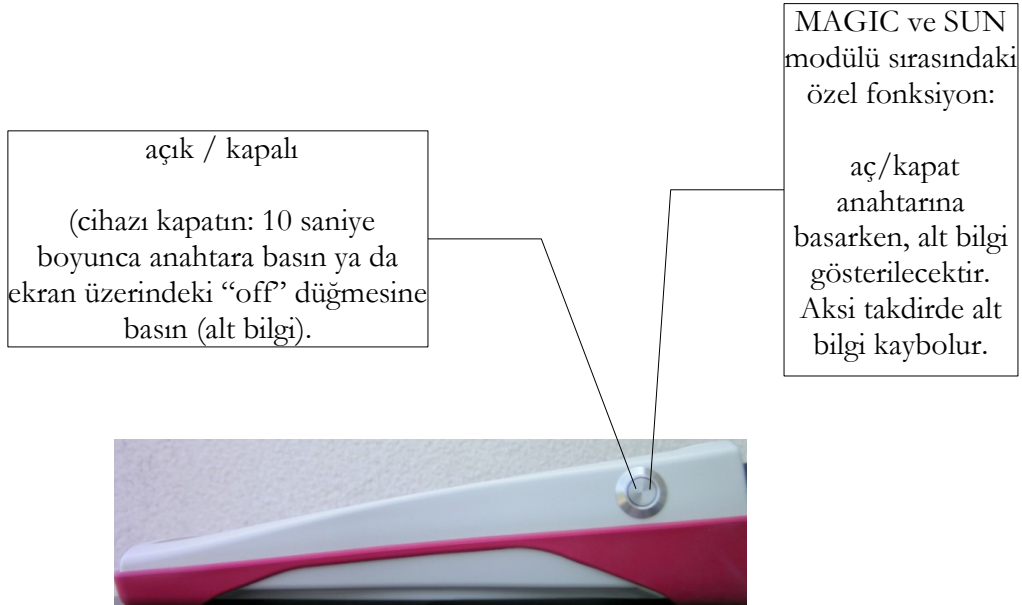 açık / kapalı
(cihazı kapatın: 10 saniye
boyunca anahtara basın ya da
ekran üzerindeki “off” düğmesine
basın (alt bilgi).
MAGIC ve SUN
modülü sırasındaki
özel fonksiyon:
aç/kapat
anahtarına
basarken, alt bilgi
gösterilecektir.
Aksi takdirde alt
bilgi kaybolur.